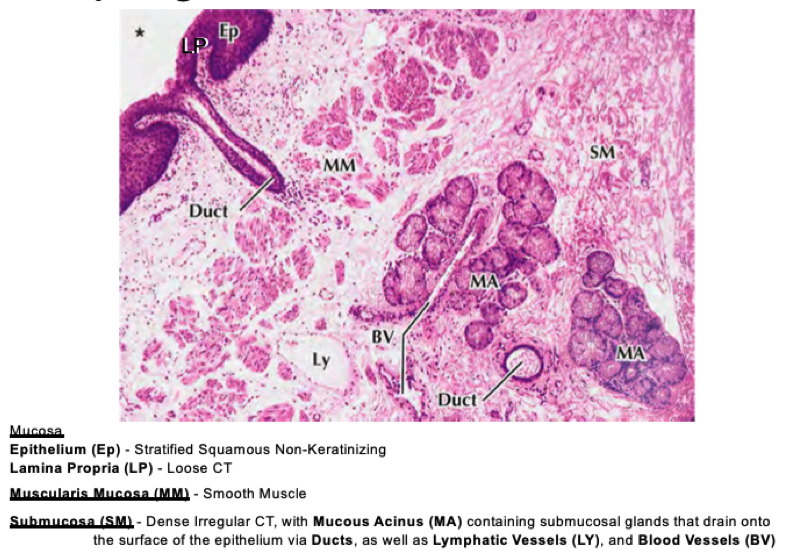 *
Ep
LP
MM
SM
Duct
MA
BV
Ly
MA
Duct
Mucosa
Epithelium (Ep) - Stratified Squamous Non-Keratinizing
Lamina Propria (LP) - Loose CT
Muscularis Mucosa (MM) - Smooth Muscle
Submucosa (SM) - Dense Irregular CT, with Mucous Acinus (MA) containing submucosal glands that drain onto
the surface of the epithelium via Ducts, as well as Lymphatic Vessels (LY), and Blood Vessels (BV)